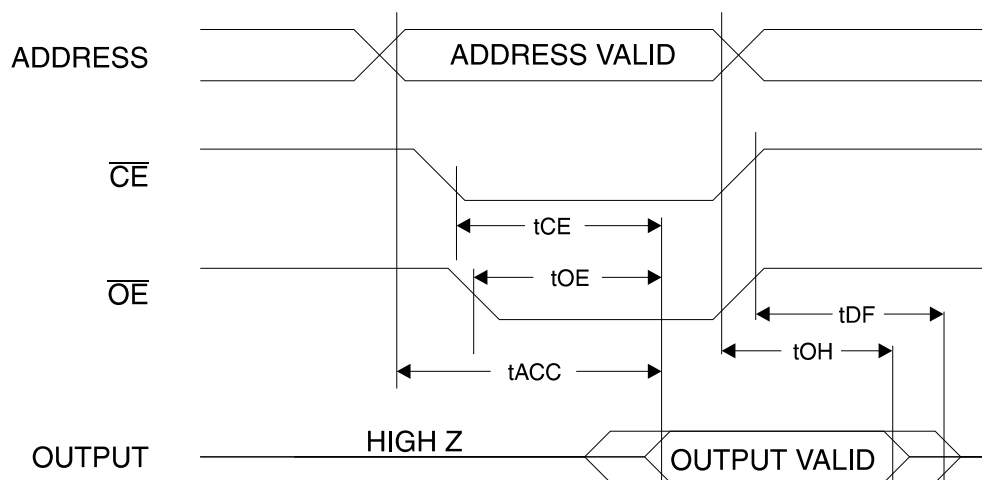 ADDRESS
ADDRESS VALID
CE
tCE
OE
tOE
tDF
tOH
tACC
HIGH Z
OUTPUT
OUTPUT VALID